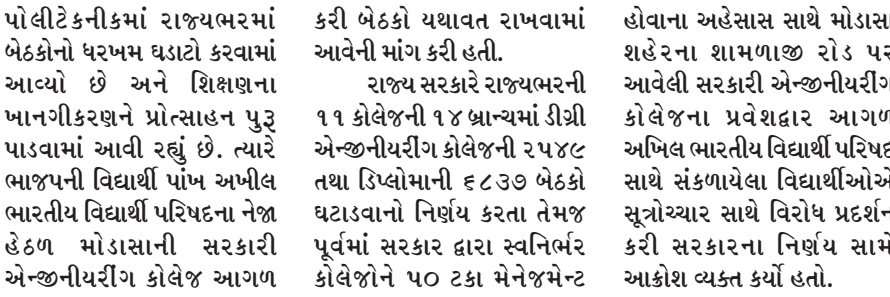 પોલીટેકનીકમાં રાજ્યભરમાં
બેઠકોનો ધરખમ ઘડાટો કરવામાં
આવ્યો છે અને શિક્ષણના
ખાનગીકરણને પ્રોત્સાહન પુરૂ
પાડવામાં આવી રહ્યું છે. ત્યારે
ભાજપની વિદ્યાર્થી પાંખ અખીલ
ભારતીય વિદ્યાર્થી પરિષદના નેજા
હેઠળ મોડાસાની સરકારી
એન્જીનીયરીંગ કોલેજ આગળ
કરી બેઠકો યથાવત રાખવામાં
આવેની માંગ કરી હતી.
રાજ્ય સરકારે રાજ્યભરની
૧૧ કોલેજની ૧૪ બ્રાન્ચમાં ડીગ્રી
એન્જીનીયરીંગ કોલેજની ૨૫૪૯
તથા ડિપ્લોમાની ૬૮૩૭ બેઠકો
ઘટાડવાનો નિર્ણય કરતા તેમજ
પૂર્વમાં સરકાર દ્વારા સ્વનિર્ભર
કોલેજોને ૫૦ ટકા મેનેજમેન્ટ
હોવાના અહેસાસ સાથે મોડાસા
શહેરના શામળાજી રોડ પર
આવેલી સરકારી એન્જીનીયરીંગ
કોલેજના પ્રવેશદ્વાર આગળ
અખિલ ભારતીય વિદ્યાર્થી પરિષદ
સાથે સંકળાયેલા વિદ્યાર્થીઓએ
સૂત્રોચ્ચાર સાથે વિરોધ પ્રદર્શન
કરી સરકારના નિર્ણય સામે
આક્રોશ વ્યક્ત કર્યો હતો.